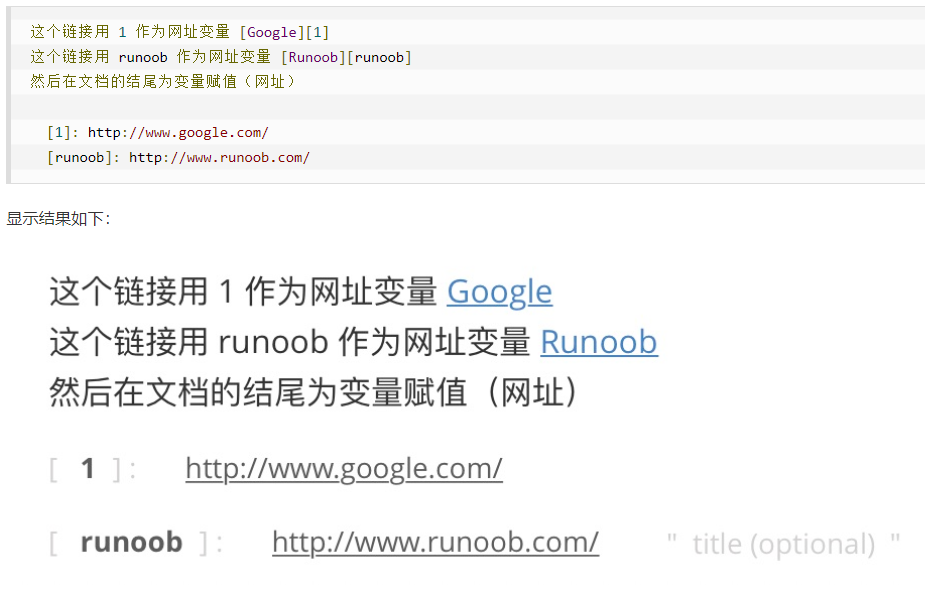 这个链接用 1 作为网址变量 [Google][1]
这个链接用 runoob 作为网址变量 [Runoob][runoob]
然后在文档的结尾为变量赋值（网址）
[1]: http://www.google.com/
[runoob]: http://www.runoob.com/
显示结果如下：
这个链接用 1 作为网址变量 Google
这个链接用 runoob 作为网址变量 Runoob
然后在文档的结尾为变量赋值（网址）
[ 1 ]: http://www.google.com/
[ runoob ]: http://www.runoob.com/ " title (optional) "